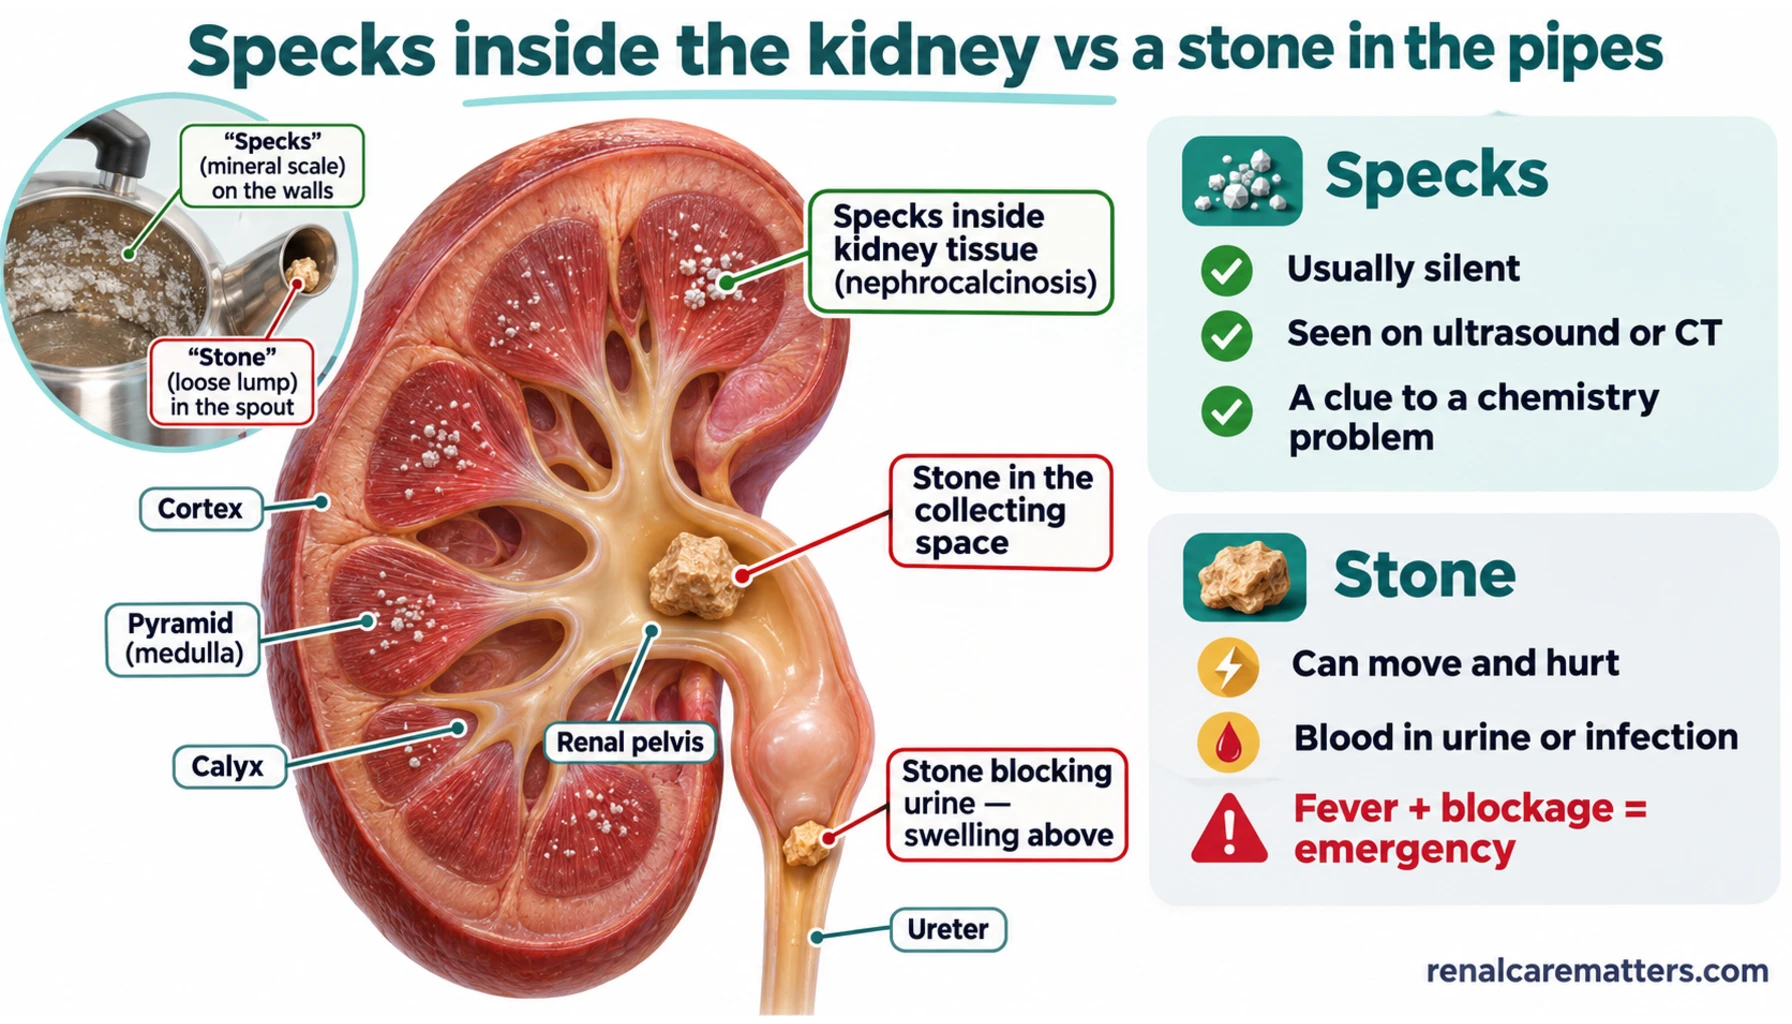 Specks inside the kidney vs a stone in the pipes
“Specks”
(mineral scale)
on the walls
“Stone”
(loose lump)
in the spout
Specks inside
kidney tissue
(nephrocalcinosis)
Stone in the
collecting
space
Cortex
Pyramid
(medulla)
Calyx
Renal pelvis
Stone blocking
urine —
swelling above
Ureter
Specks
Usually silent
Seen on ultrasound or CT
A clue to a chemistry
problem
Stone
Can move and hurt
Blood in urine or infection
Fever + blockage =
emergency
renalcarematters.com